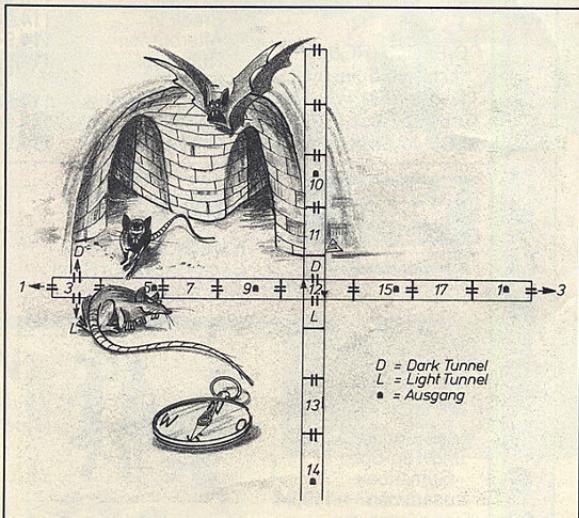 10
11
D
D
1 3 5 7 9 12 15 17 1 3
L
L
D = Dark Tunnel
L = Light Tunnel
= Ausgang
13
W O
14